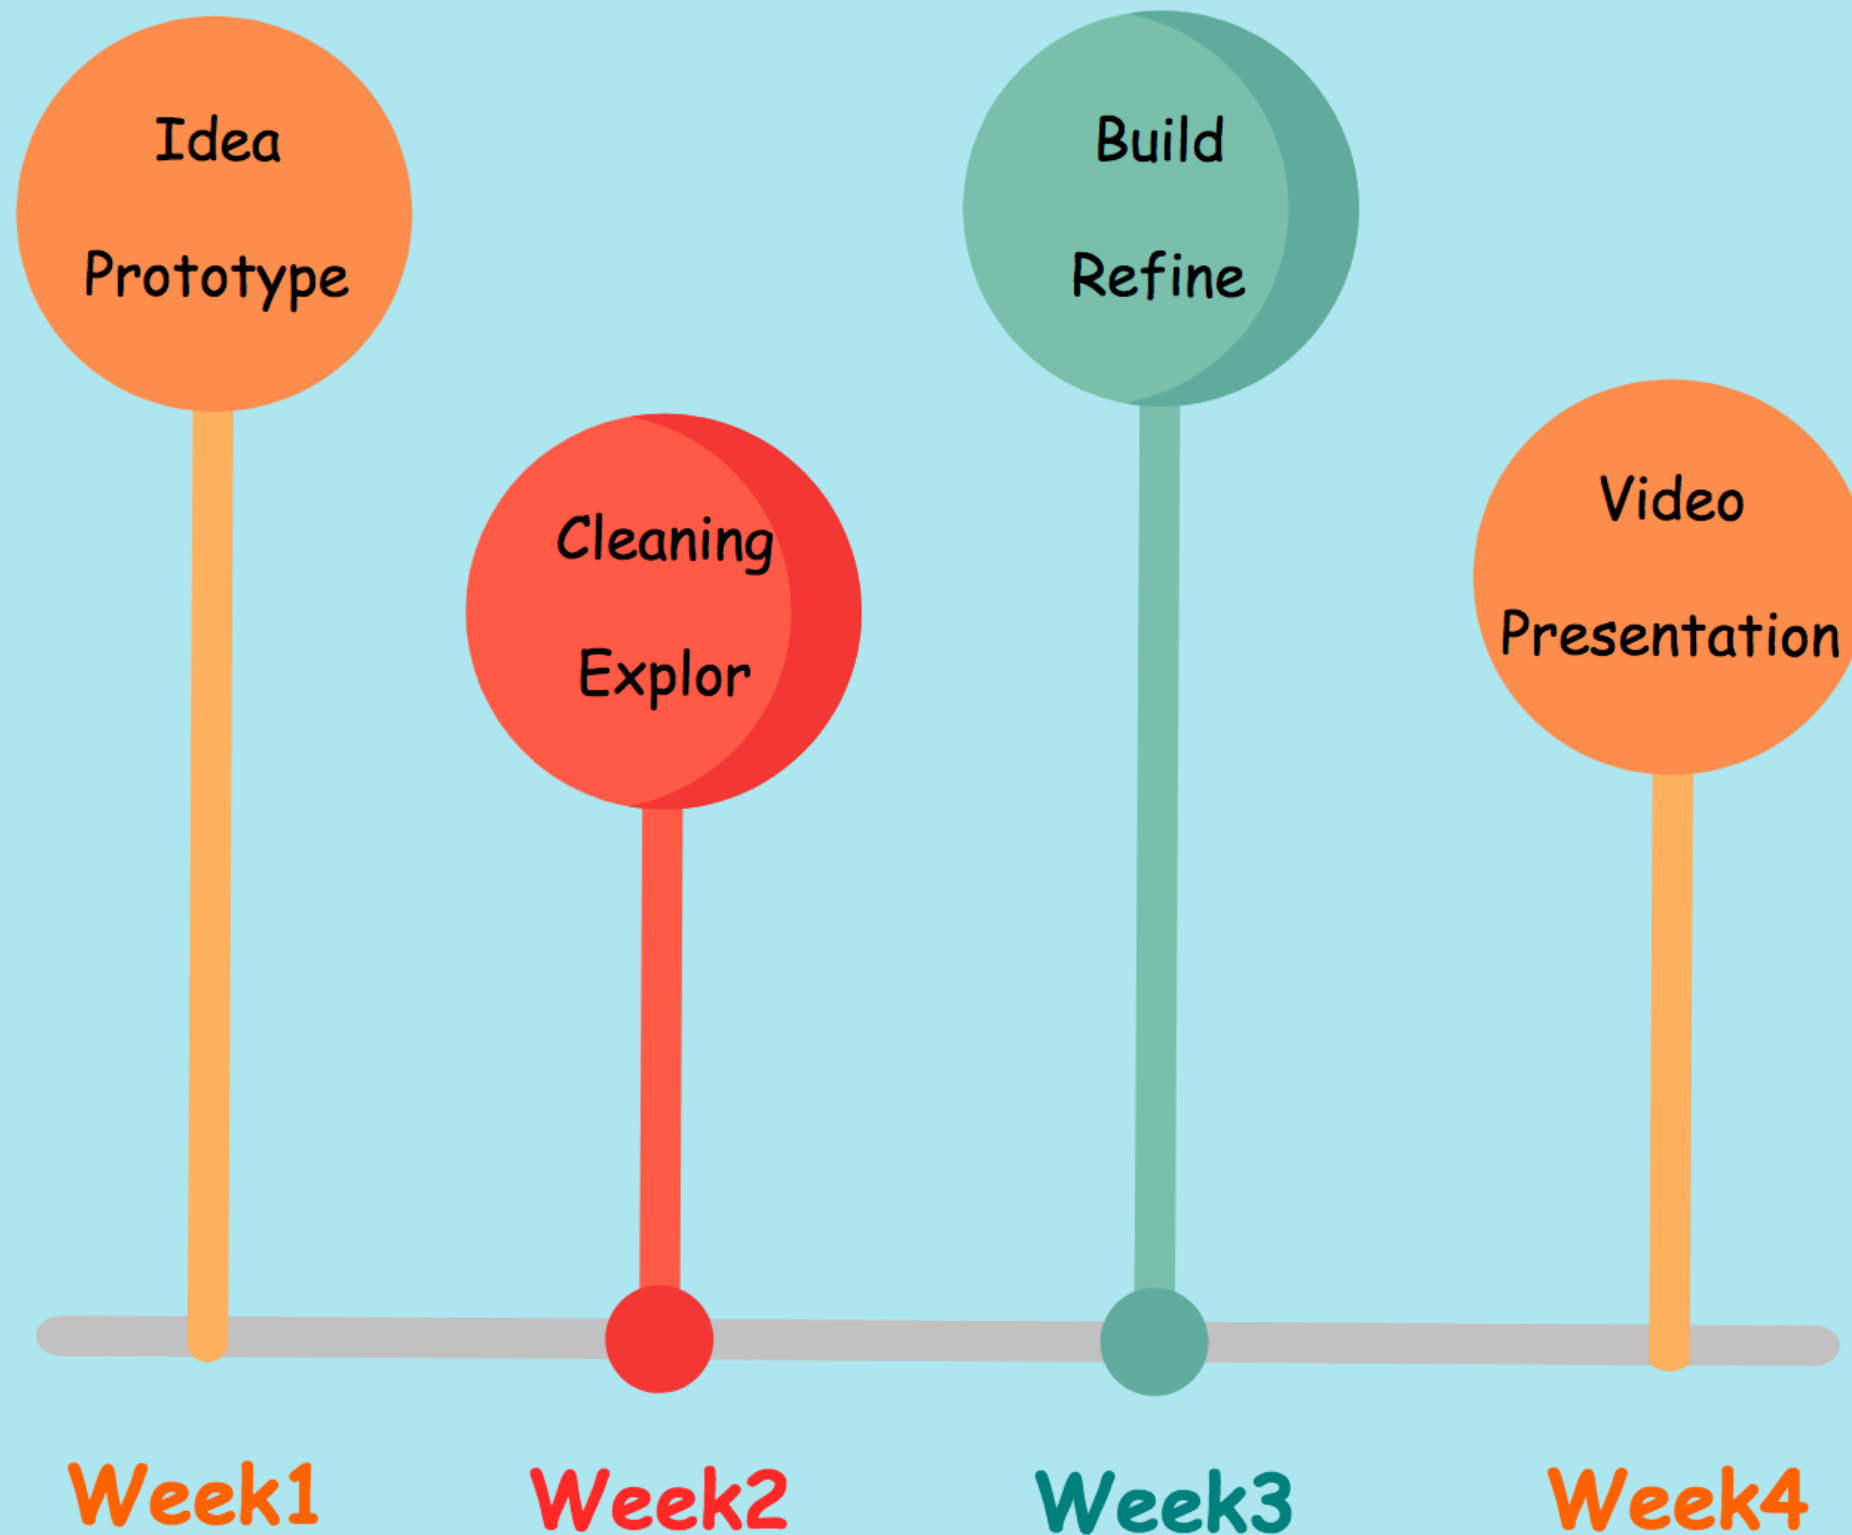 Idea
Prototype
Cleaning
Explor
Build
Refine
Video
Presentation
Week1
Week2
Week3
Week4